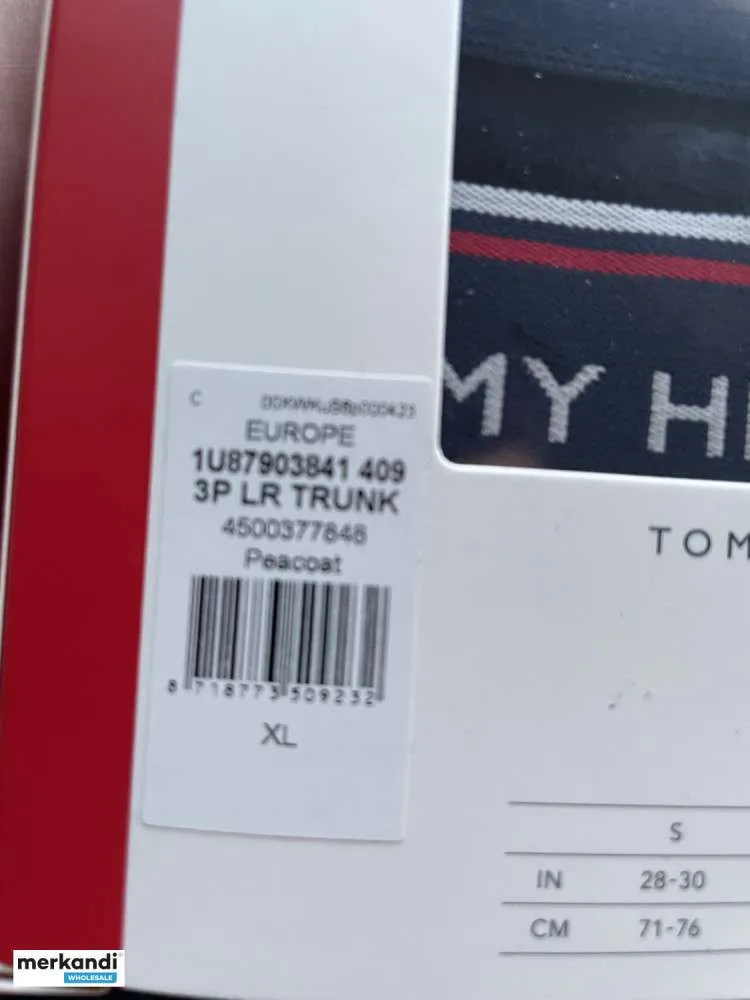 C
EUROPE
1U87903841 409
3P LR TRUNK
4500377848
Peacoat
8 718773 509232
XL
MY HI
TOM
S
IN 28-30
CM 71-76
merkandi
WHOLESALE